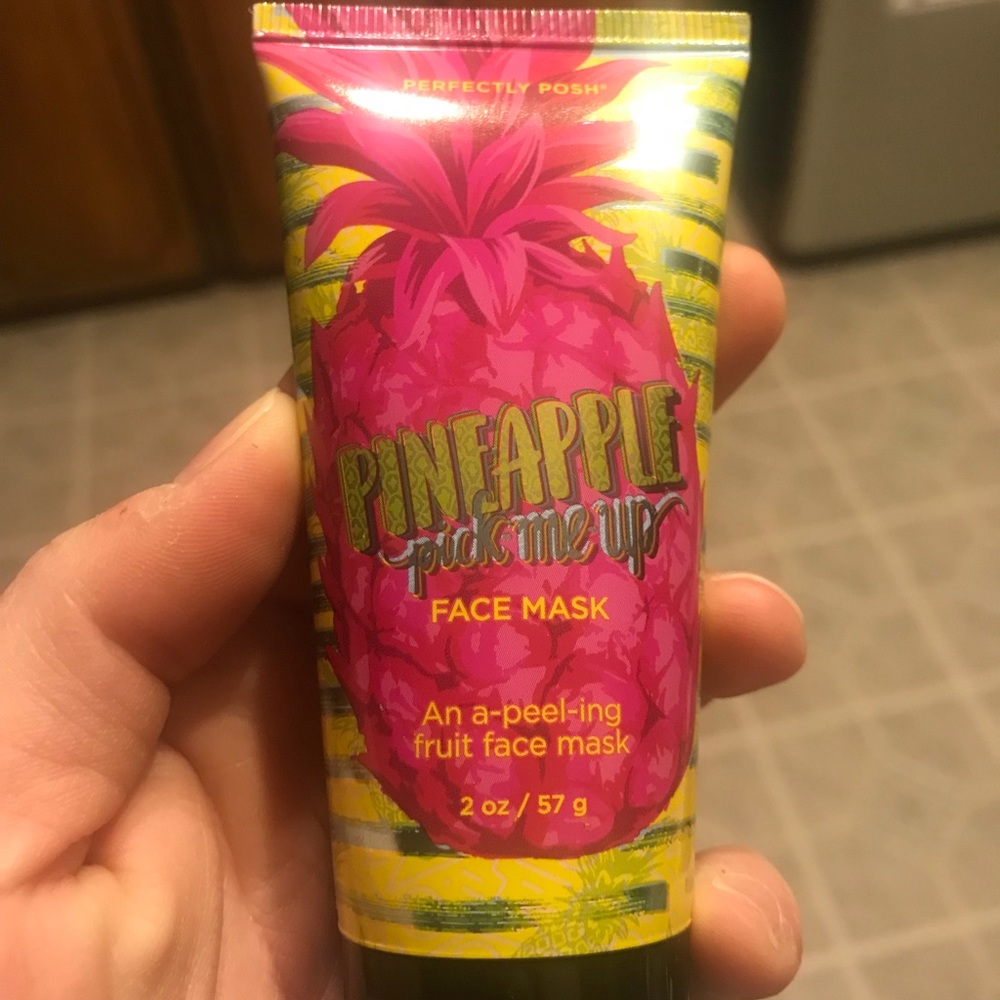 PERFECTLY POSH®
PINEAPPLE
pick me up
FACE MASK
An a-peel-ing
fruit face mask
2 oz / 57 g